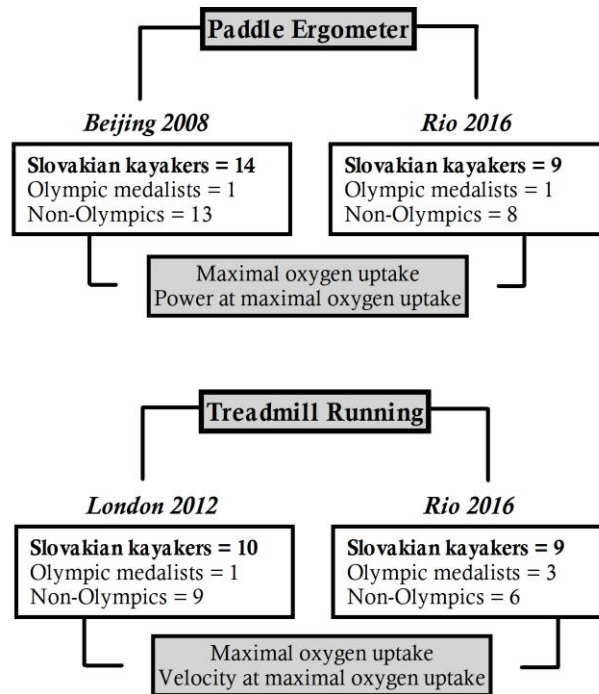 Paddle Ergometer
Beijing 2008
Slovakian kayakers = 14
Olympic medalists = 1
Non-Olympics = 13
Rio 2016
Slovakian kayakers = 9
Olympic medalists = 1
Non-Olympics = 8
Maximal oxygen uptake
Power at maximal oxygen uptake
Treadmill Running
London 2012
Slovakian kayakers = 10
Olympic medalists = 1
Non-Olympics = 9
Rio 2016
Slovakian kayakers = 9
Olympic medalists = 3
Non-Olympics = 6
Maximal oxygen uptake
Velocity at maximal oxygen uptake